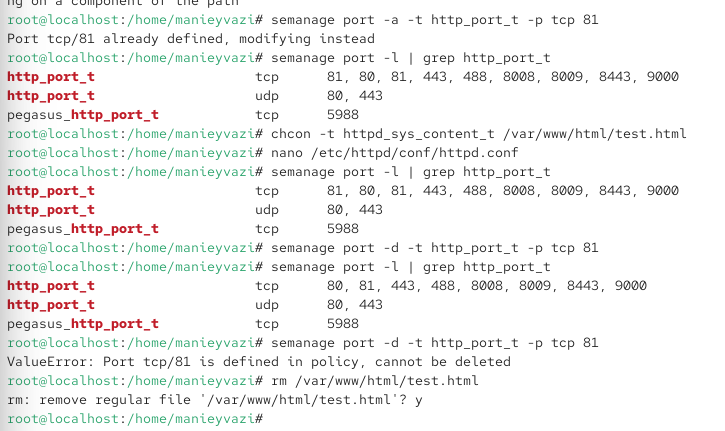 ng on a component of the path
root@localhost:/home/manieyvazi# semanage port -a -t http_port_t -p tcp 81
Port tcp/81 already defined, modifying instead
root@localhost:/home/manieyvazi# semanage port -l | grep http_port_t
http_port_t                    tcp      81, 80, 81, 443, 488, 8008, 8009, 8443, 9000
http_port_t                    udp      80, 443
pegasus_http_port_t            tcp      5988
root@localhost:/home/manieyvazi# chcon -t httpd_sys_content_t /var/www/html/test.html
root@localhost:/home/manieyvazi# nano /etc/httpd/conf/httpd.conf
root@localhost:/home/manieyvazi# semanage port -l | grep http_port_t
http_port_t                    tcp      81, 80, 81, 443, 488, 8008, 8009, 8443, 9000
http_port_t                    udp      80, 443
pegasus_http_port_t            tcp      5988
root@localhost:/home/manieyvazi# semanage port -d -t http_port_t -p tcp 81
root@localhost:/home/manieyvazi# semanage port -l | grep http_port_t
http_port_t                    tcp      80, 81, 443, 488, 8008, 8009, 8443, 9000
http_port_t                    udp      80, 443
pegasus_http_port_t            tcp      5988
root@localhost:/home/manieyvazi# semanage port -d -t http_port_t -p tcp 81
ValueError: Port tcp/81 is defined in policy, cannot be deleted
root@localhost:/home/manieyvazi# rm /var/www/html/test.html
rm: remove regular file '/var/www/html/test.html'? y
root@localhost:/home/manieyvazi#